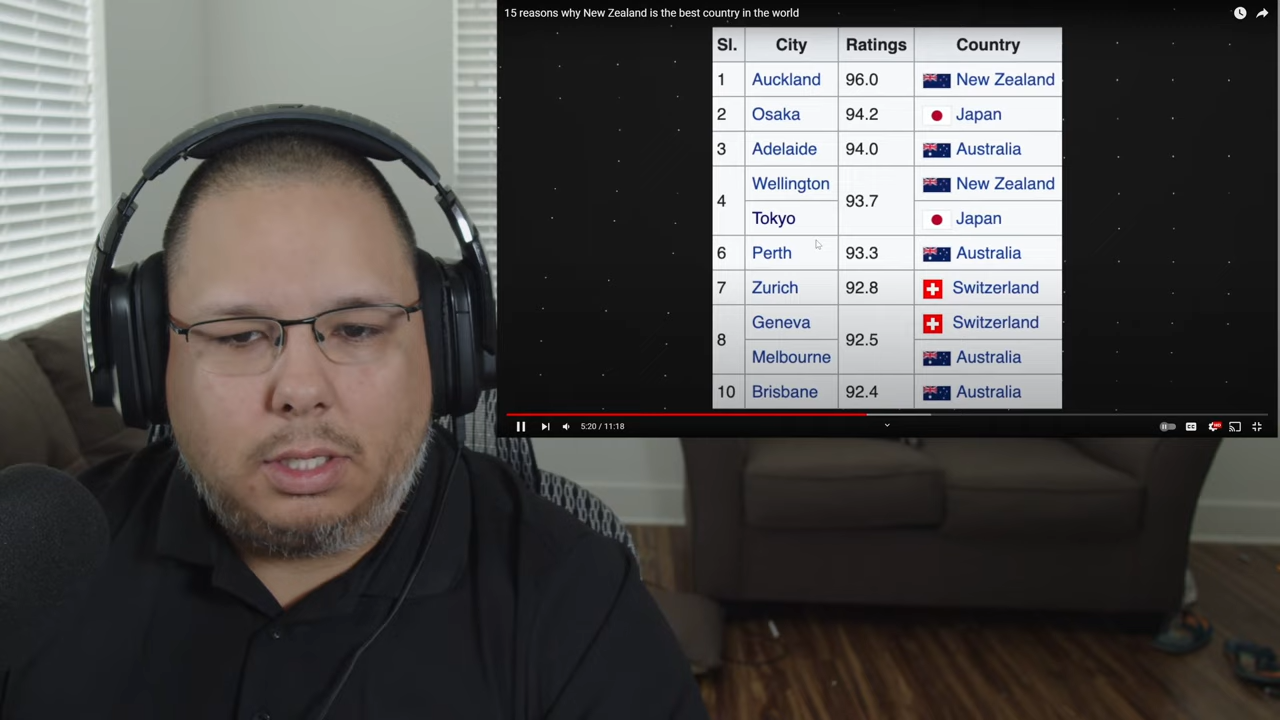 15 reasons why New Zealand is the best country in the world
Sl. City Ratings Country
1 Auckland 96.0 New Zealand
2 Osaka 94.2 Japan
3 Adelaide 94.0 Australia
4 Wellington 93.7 New Zealand
Tokyo Japan
6 Perth 93.3 Australia
7 Zurich 92.8 Switzerland
8 Geneva 92.5 Switzerland
Melbourne Australia
10 Brisbane 92.4 Australia
5:20 / 11:18